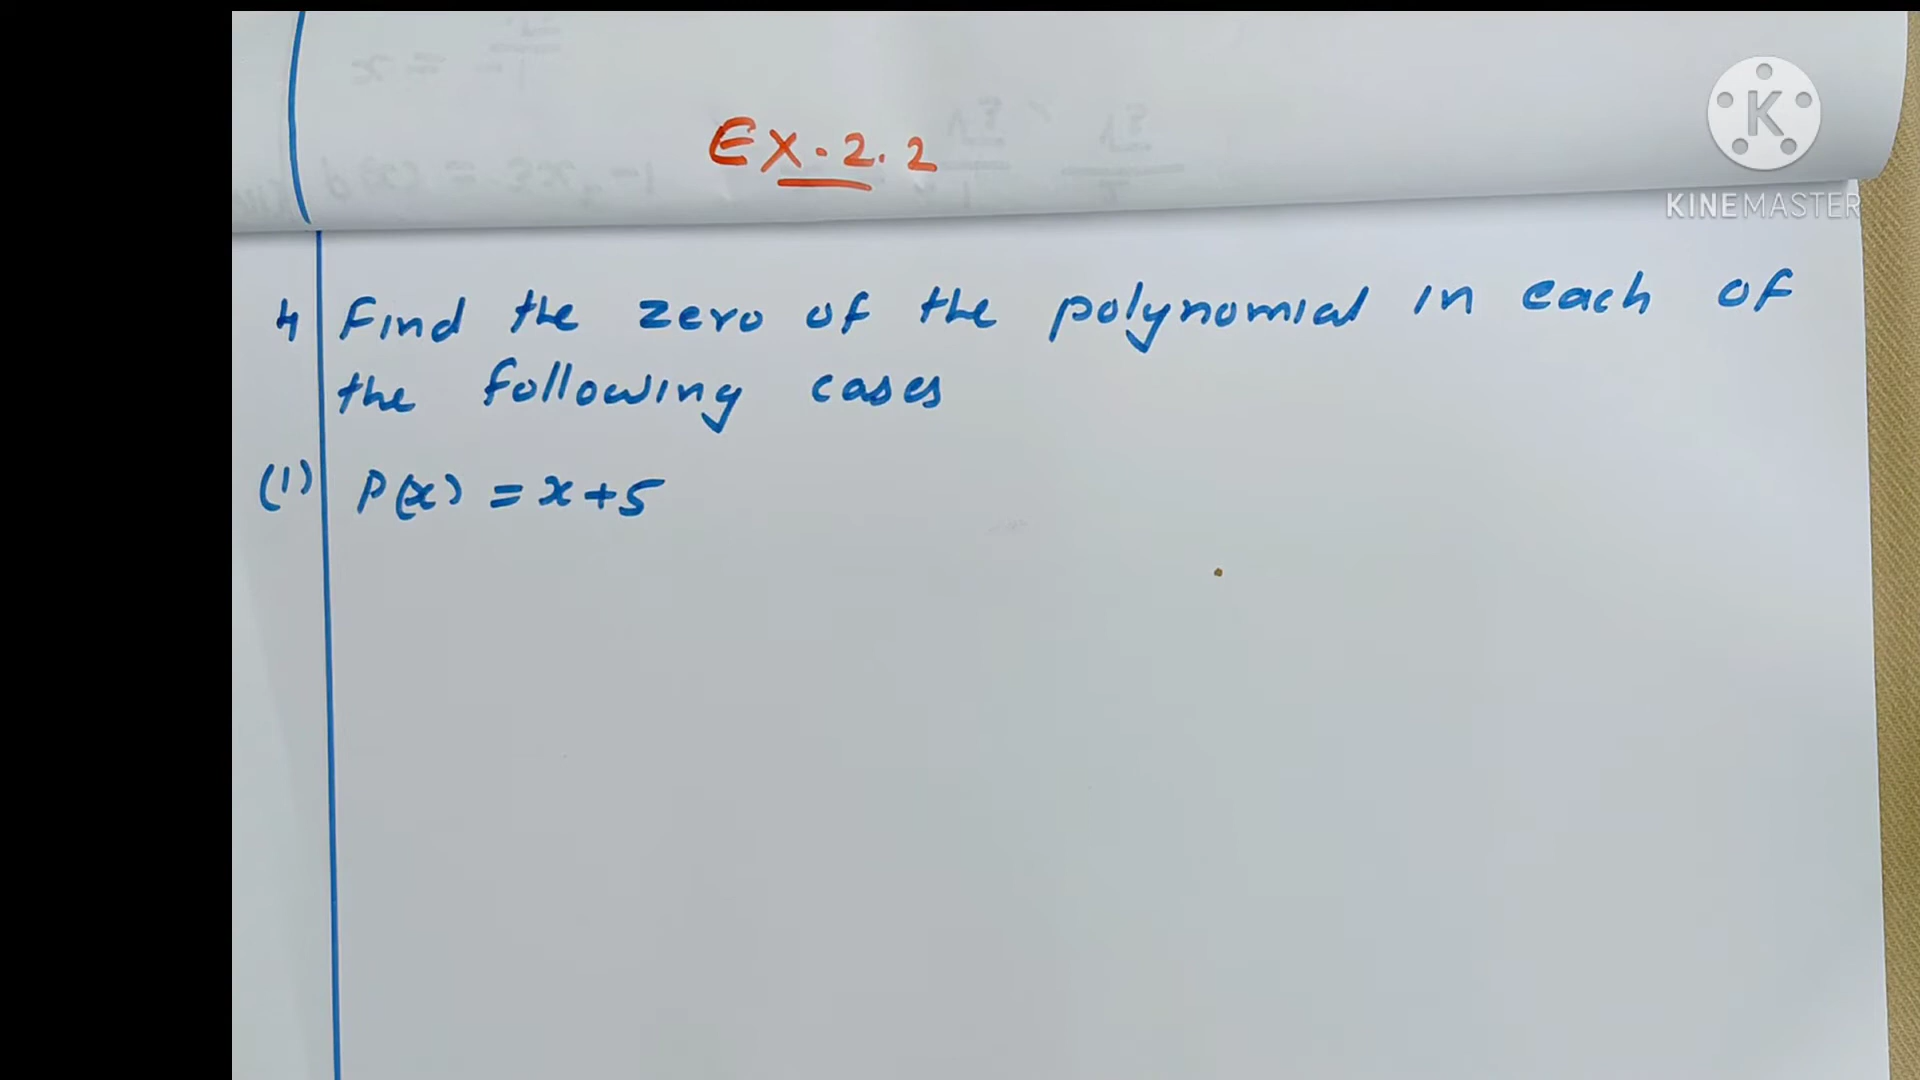 EX.2.2
K
KINEMASTER
4 Find the zero of the polynomial in each of
the following cases
(1) P(x) = x+5